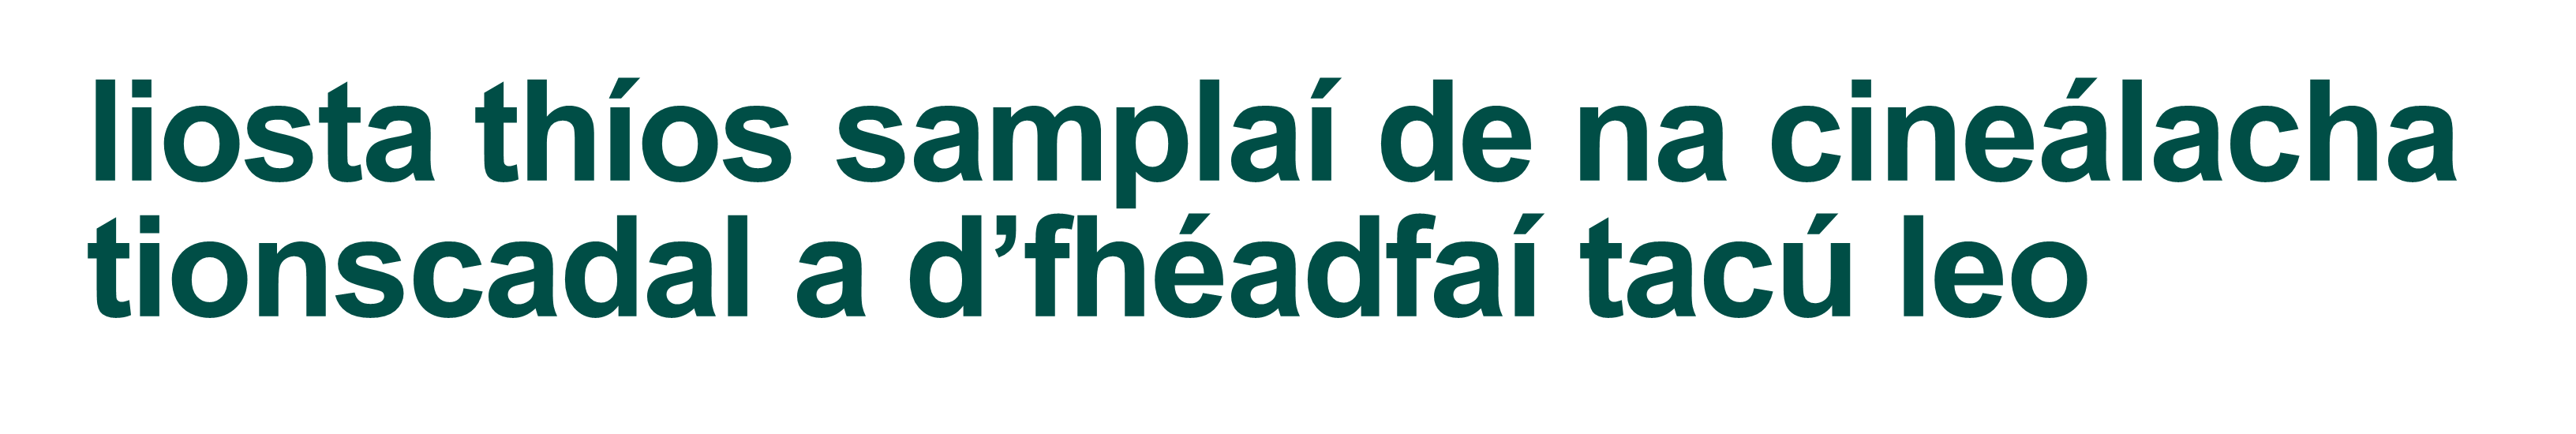 liosta thíos samplaí de na cineálacha
tionscadal a d’fhéadfaí tacú leo